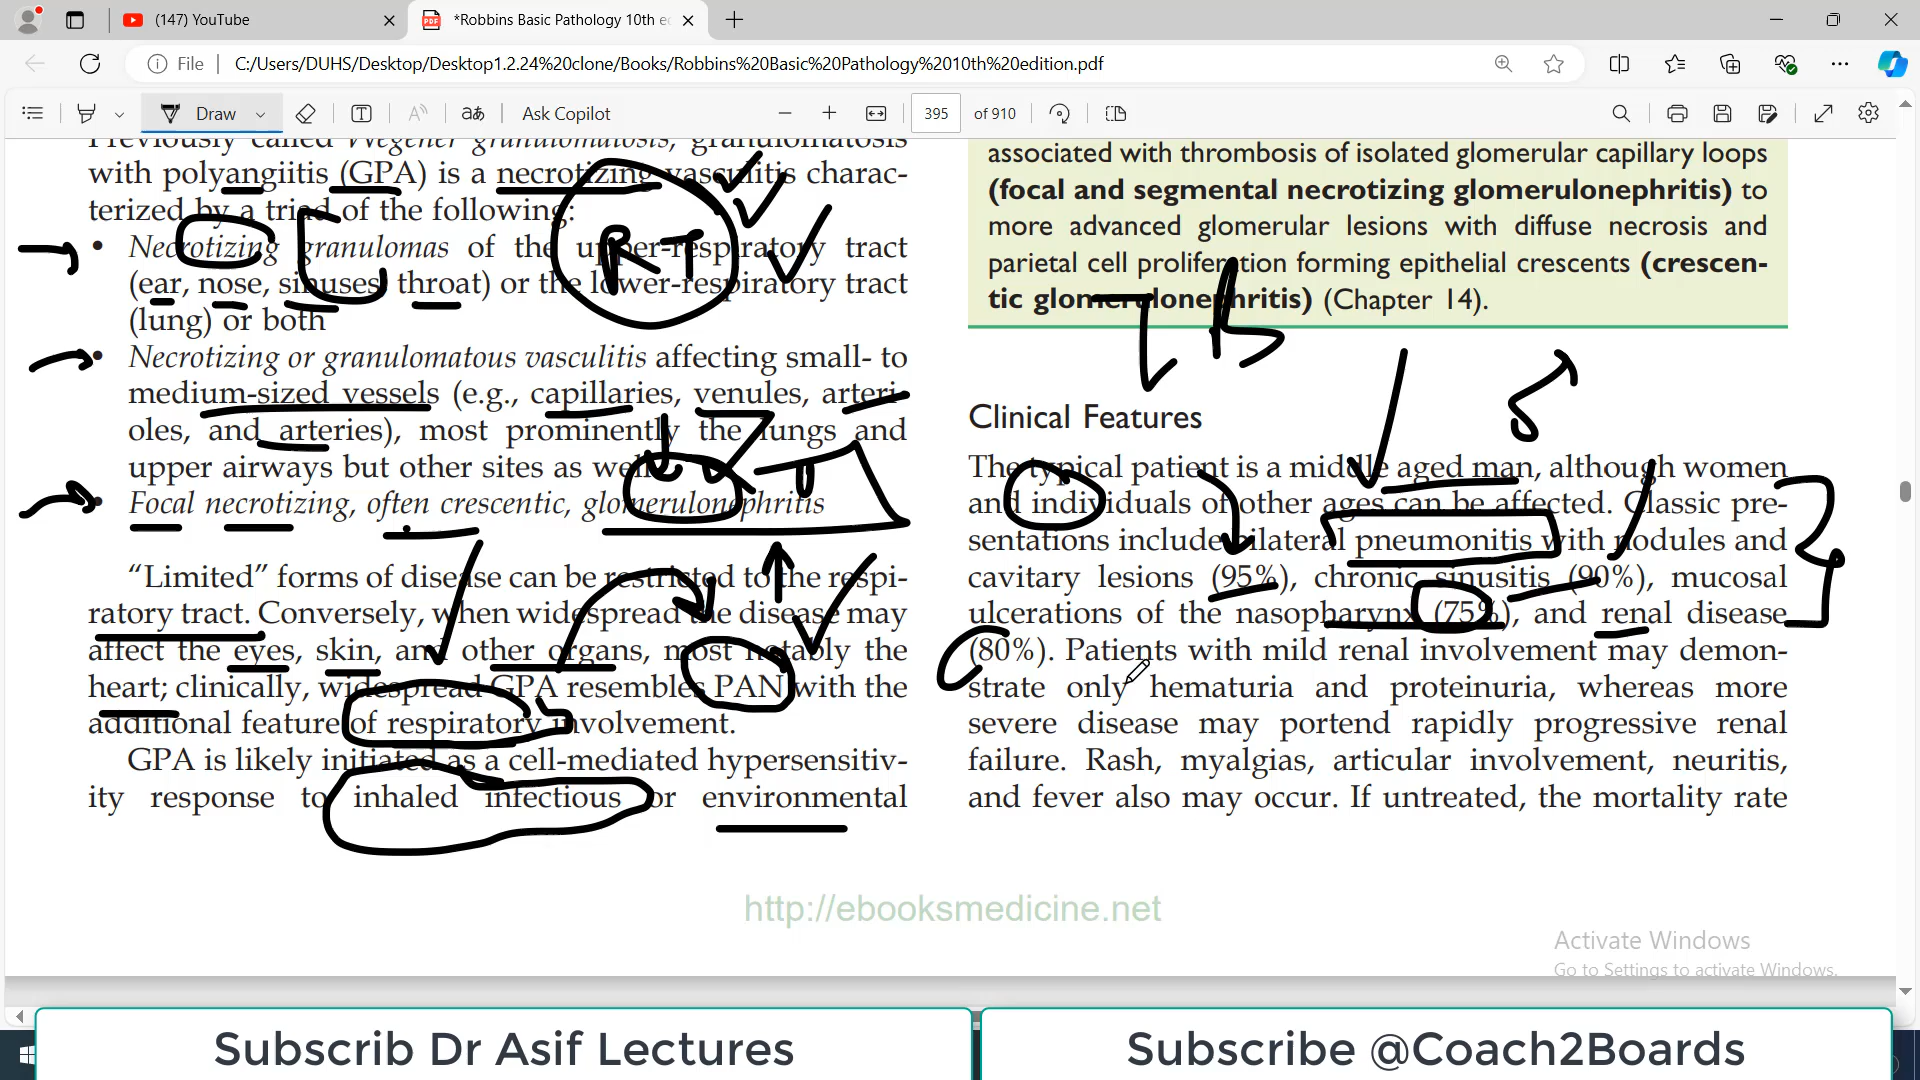 (147) YouTube
*Robbins Basic Pathology 10th e
File
C:/Users/DUHS/Desktop/Desktop1.2.24%20clone/Books/Robbins%20Basic%20Pathology%2010th%20edition.pdf
Draw
Ask Copilot
395
of 910
Previously called Wegener granulomatosis, granulomatosis
with polyangiitis (GPA) is a necrotizing vasculitis charac-
terized by a triad of the following:
• Necrotizing granulomas of the upper-respiratory tract
(ear, nose, sinuses, throat) or the lower-respiratory tract
(lung) or both
RT
• Necrotizing or granulomatous vasculitis affecting small- to
medium-sized vessels (e.g., capillaries, venules, arteri-
oles, and arteries), most prominently the lungs and
upper airways but other sites as well
• Focal necrotizing, often crescentic, glomerulonephritis
“Limited” forms of disease can be restricted to the respi-
ratory tract. Conversely, when widespread the disease may
affect the eyes, skin, and other organs, most notably the
heart; clinically, widespread GPA resembles PAN with the
additional feature of respiratory involvement.
GPA is likely initiated as a cell-mediated hypersensitiv-
ity response to inhaled infectious or environmental
associated with thrombosis of isolated glomerular capillary loops
(focal and segmental necrotizing glomerulonephritis) to
more advanced glomerular lesions with diffuse necrosis and
parietal cell proliferation forming epithelial crescents (crescen-
tic glomerulonephritis) (Chapter 14).
Clinical Features
The typical patient is a middle aged man, although women
and individuals of other ages can be affected. Classic pre-
sentations include bilateral pneumonitis with nodules and
cavitary lesions (95%), chronic sinusitis (90%), mucosal
ulcerations of the nasopharynx (75%), and renal disease
(80%). Patients with mild renal involvement may demon-
strate only hematuria and proteinuria, whereas more
severe disease may portend rapidly progressive renal
failure. Rash, myalgias, articular involvement, neuritis,
and fever also may occur. If untreated, the mortality rate
http://ebooksmedicine.net
Activate Windows
Go to Settings to activate Windows.
Subscrib Dr Asif Lectures
Subscribe @Coach2Boards